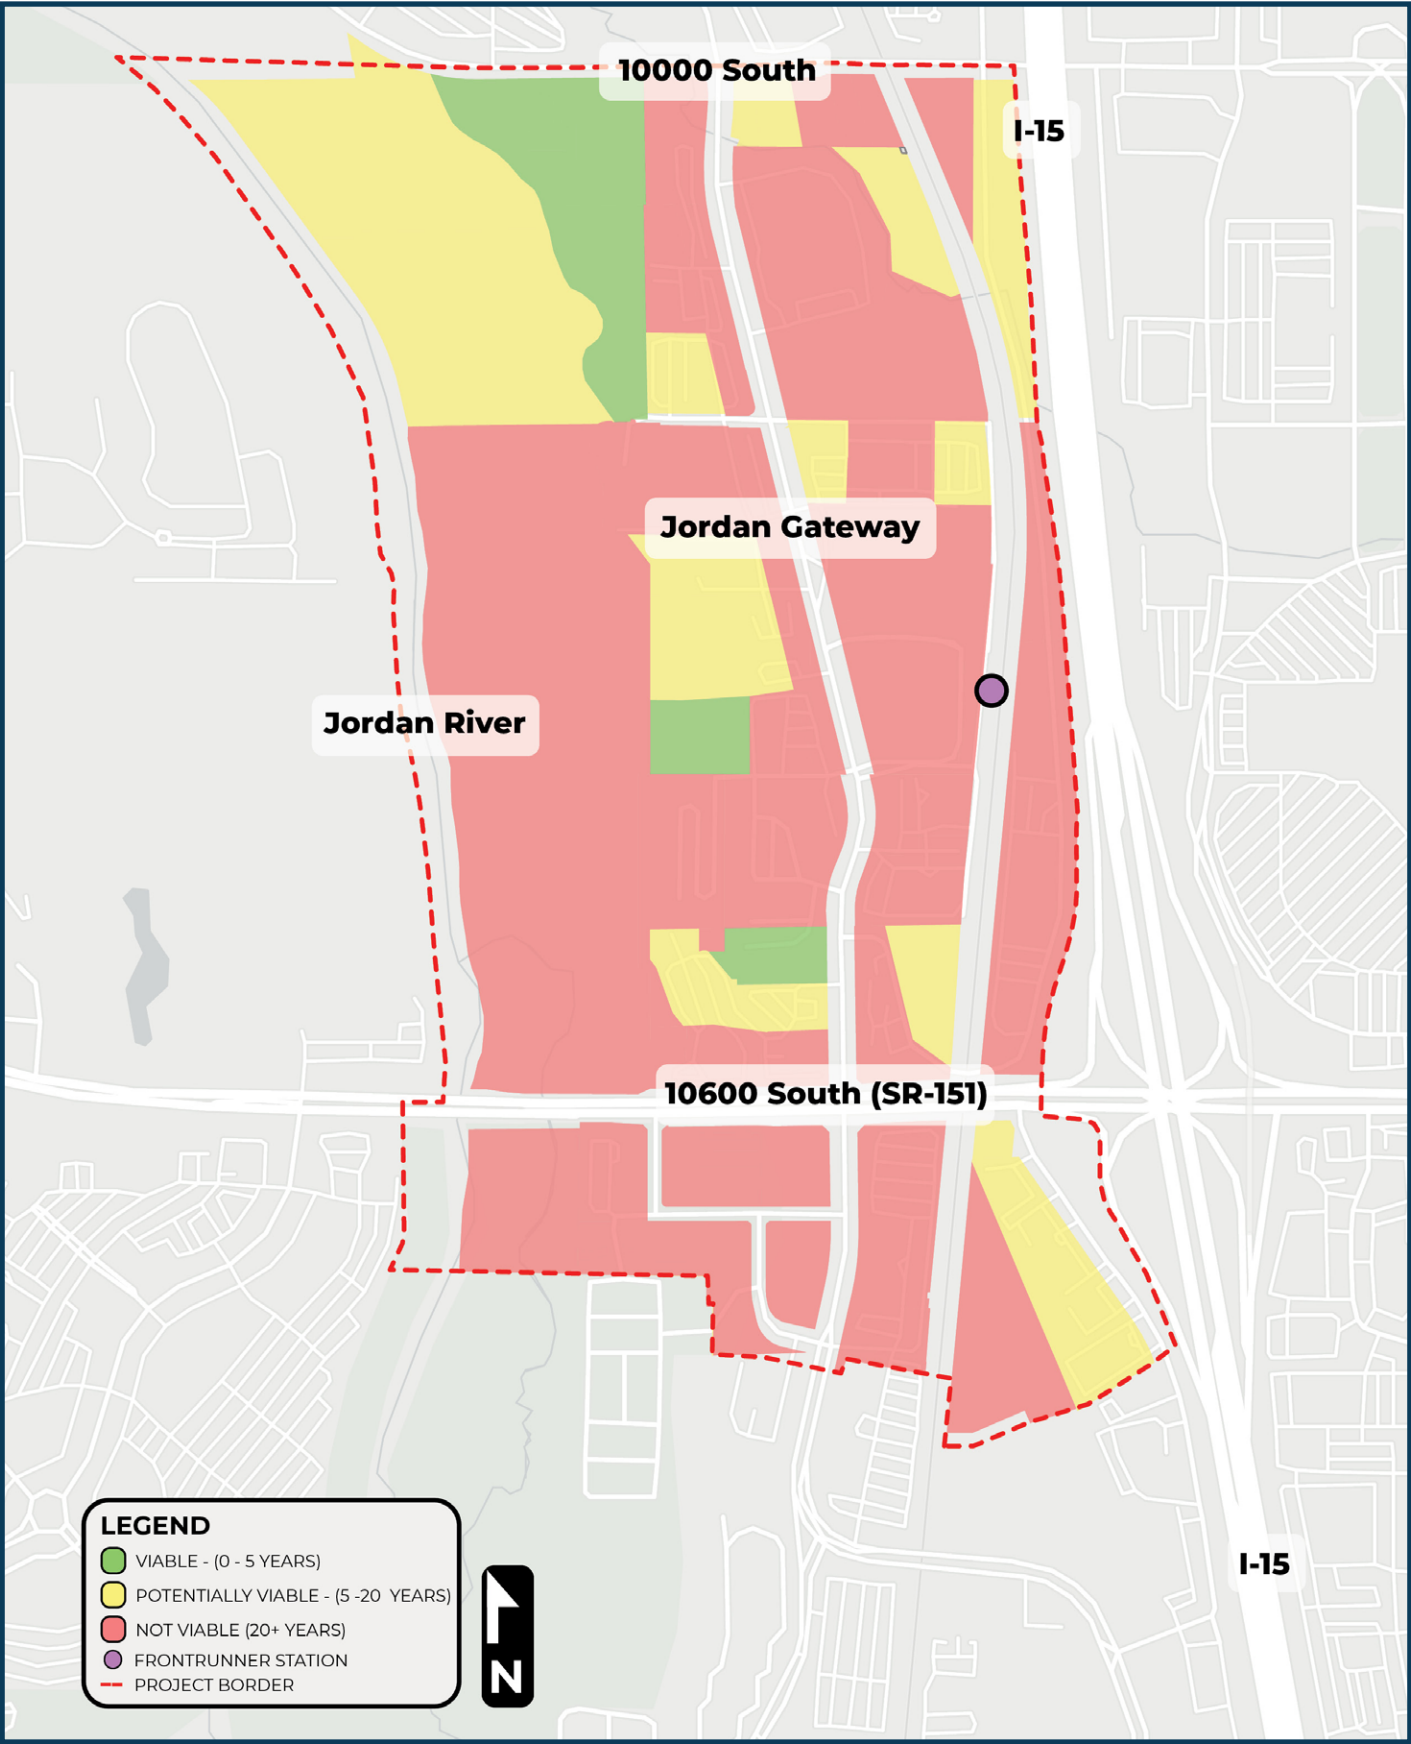 10000 South
I-15
Jordan Gateway
Jordan River
10600 South (SR-151)
I-15
LEGEND
VIABLE - (0 - 5 YEARS)
POTENTIALLY VIABLE - (5 -20 YEARS)
NOT VIABLE (20+ YEARS)
FRONTRUNNER STATION
PROJECT BORDER
N